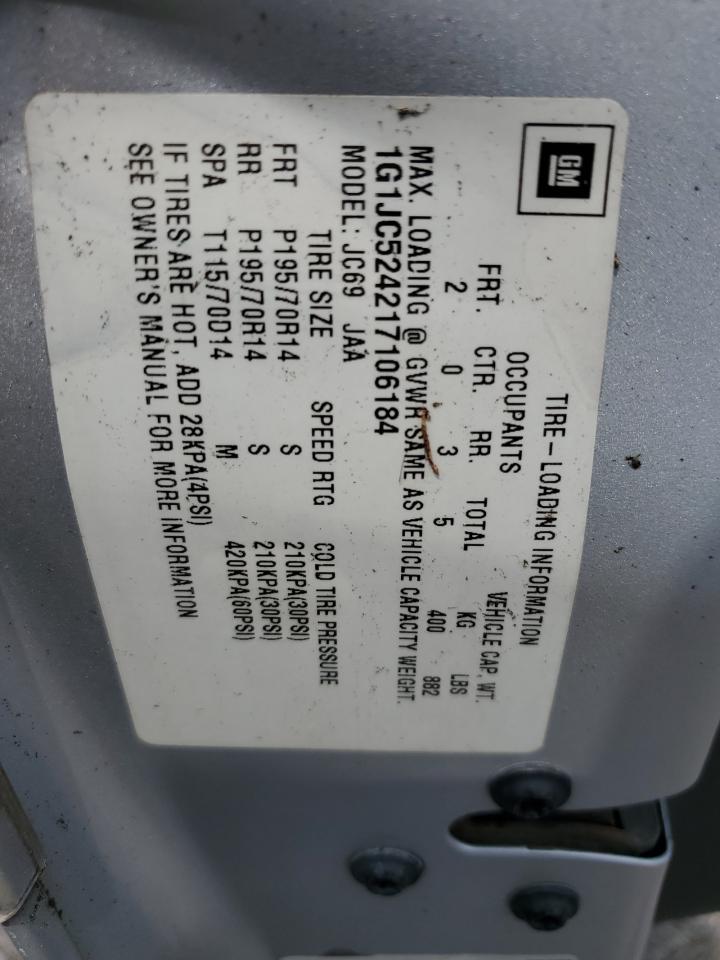 GM
TIRE-LOADING INFORMATION
OCCUPANTS VEHICLE CAP. WT.
FRT. CTR. RR. TOTAL KG LBS
2 0 3 5 400 882
MAX. LOADING @ GVWR SAME AS VEHICLE CAPACITY WEIGHT.
1G1JC524217106184
MODEL: JC69 JAA
TIRE SIZE SPEED RTG COLD TIRE PRESSURE
FRT P195/70R14 S 210KPA(30PSI)
RR P195/70R14 S 210KPA(30PSI)
SPA T115/70D14 M 420KPA(60PSI)
IF TIRES ARE HOT, ADD 28KPA(4PSI)
SEE OWNER'S MANUAL FOR MORE INFORMATION